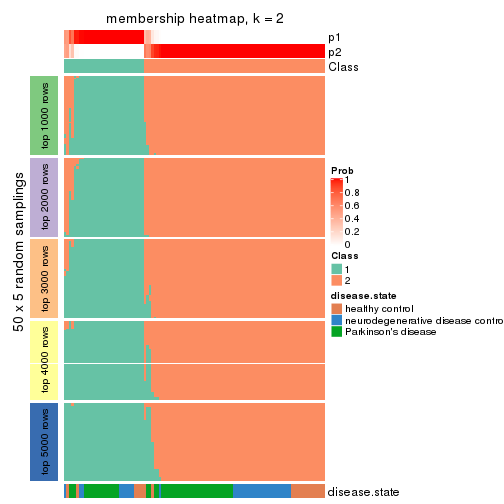 membership heatmap, k = 2
p1
p2
Class
50 x 5 random samplings
top 1000 rows
top 2000 rows
top 3000 rows
top 4000 rows
top 5000 rows
Prob
1
0.8
0.6
0.4
0.2
0
Class
1
2
disease.state
healthy control
neurodegenerative disease contro
Parkinson's disease
disease.state